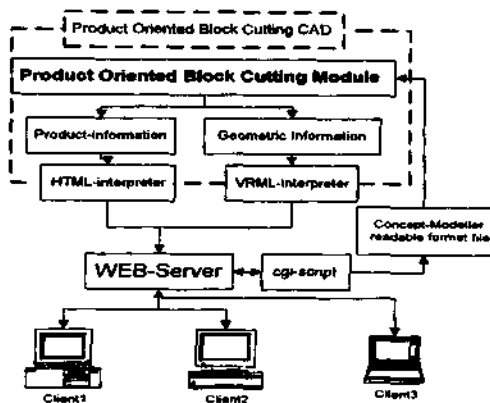 Product Oriented Block Cutting CAD
Product Oriented Block Cutting Module
Product-information
Geometric Information
HTML-interpreter
VRML-interpreter
Concept-Modeller
readable format file
WEB-Server
cgi-script
Client1
Client2
Client3